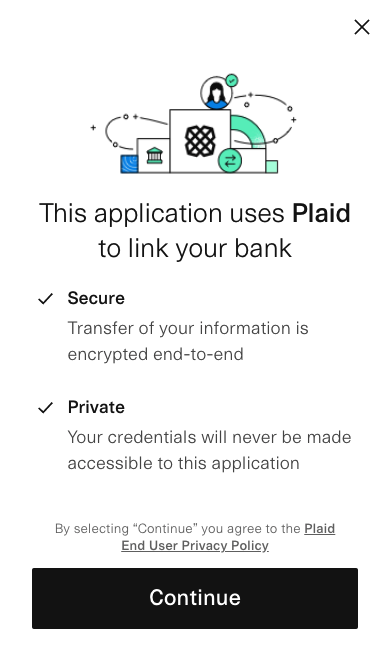 This application uses Plaid
to link your bank
Secure
Transfer of your information is
encrypted end-to-end
Private
Your credentials will never be made
accessible to this application
By selecting “Continue” you agree to the Plaid
End User Privacy Policy
Continue